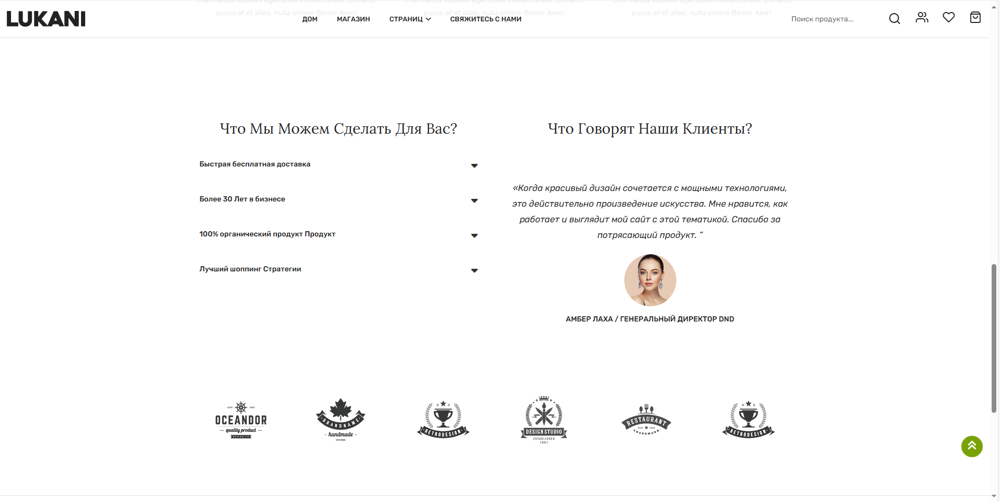 Erat metus sodales eget dolor consectetuer, porta ut
purus at et alias, nulla ornare Велит Амет
Erat metus sodales eget dolor consectetuer, porta ut
purus at et alias, nulla ornare Велит Амет
Erat metus sodales eget dolor consectetuer, porta ut
purus at et alias, nulla ornare Велит Амет
LUKANI
ДОМ
МАГАЗИН
СТРАНИЦ
СВЯЖИТЕСЬ С НАМИ
Поиск продукта...
Что Мы Можем Сделать Для Вас?
Быстрая бесплатная доставка
Более 30 Лет в бизнесе
100% органический продукт Продукт
Лучший шоппинг Стратегии
Что Говорят Наши Клиенты?
«Когда красивый дизайн сочетается с мощными технологиями,
это действительно произведение искусства. Мне нравится, как
работает и выглядит мой сайт с этой тематикой. Спасибо за
потрясающий продукт. ”
АМБЕР ЛАХА / ГЕНЕРАЛЬНЫЙ ДИРЕКТОР DND
OCEANDOR
quality product
BRAND CO
BRANDNAME
handmade
RETRODESIGN
DESIGN STUDIO
ESTABLISHED
1981
RESTAURANT
TRADEMARK
RETRODESIGN